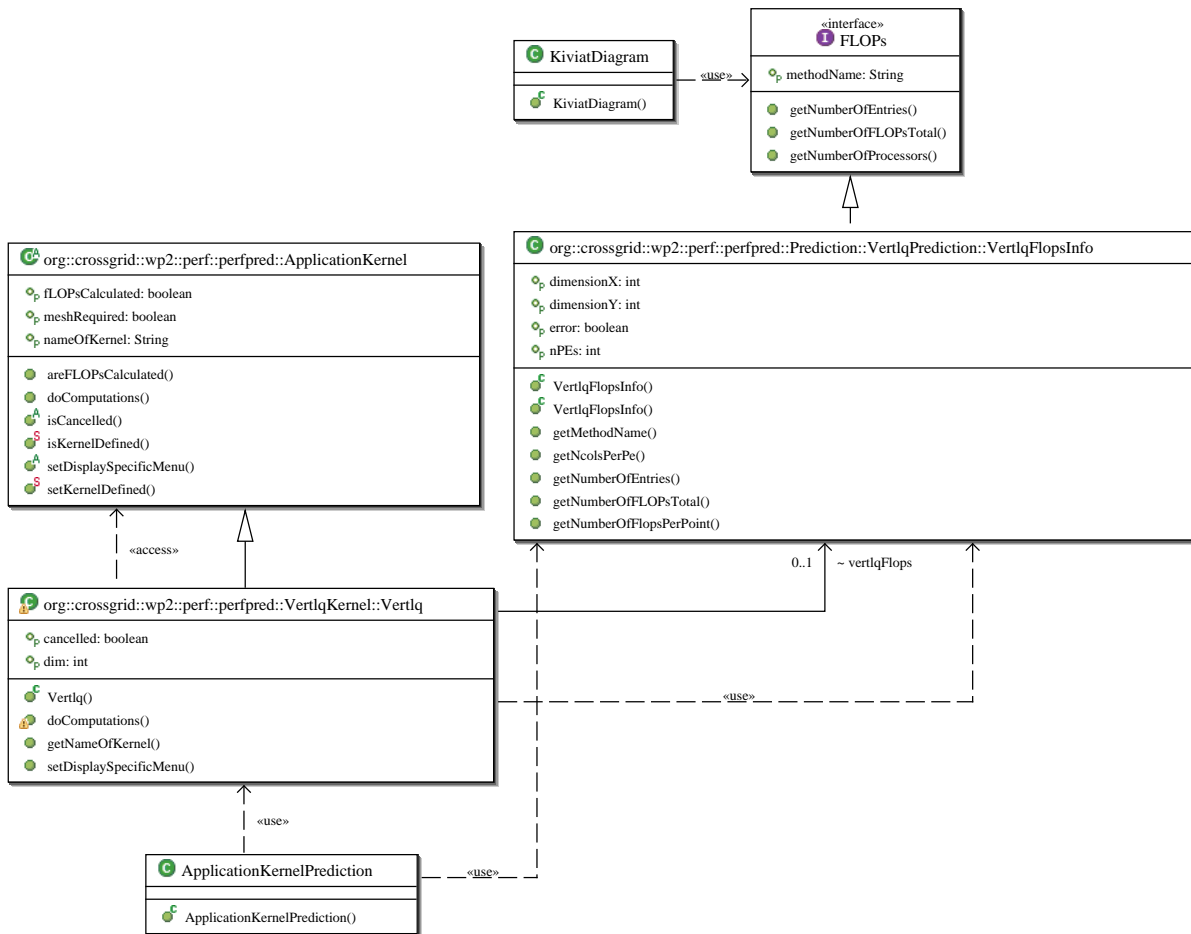 «interface»
FLOPs
methodName: String
getNumberOfEntries()
getNumberOfFLOPsTotal()
getNumberOfProcessors()
KiviatDiagram
KiviatDiagram()
«use»
org::crossgrid::wp2::perf::perfpred::ApplicationKernel
fLOPsCalculated: boolean
meshRequired: boolean
nameOfKernel: String
areFLOPsCalculated()
doComputations()
isCancelled()
isKernelDefined()
setDisplaySpecificMenu()
setKernelDefined()
org::crossgrid::wp2::perf::perfpred::Prediction::VertlqPrediction::VertlqFlopsInfo
dimensionX: int
dimensionY: int
error: boolean
nPEs: int
VertlqFlopsInfo()
VertlqFlopsInfo()
getMethodName()
getNcolsPerPe()
getNumberOfEntries()
getNumberOfFLOPsTotal()
getNumberOfFlopsPerPoint()
«access»
0..1 ~ vertlqFlops
org::crossgrid::wp2::perf::perfpred::VertlqKernel::Vertlq
cancelled: boolean
dim: int
Vertlq()
doComputations()
getNameOfKernel()
setDisplaySpecificMenu()
«use»
«use»
ApplicationKernelPrediction
ApplicationKernelPrediction()
«use»